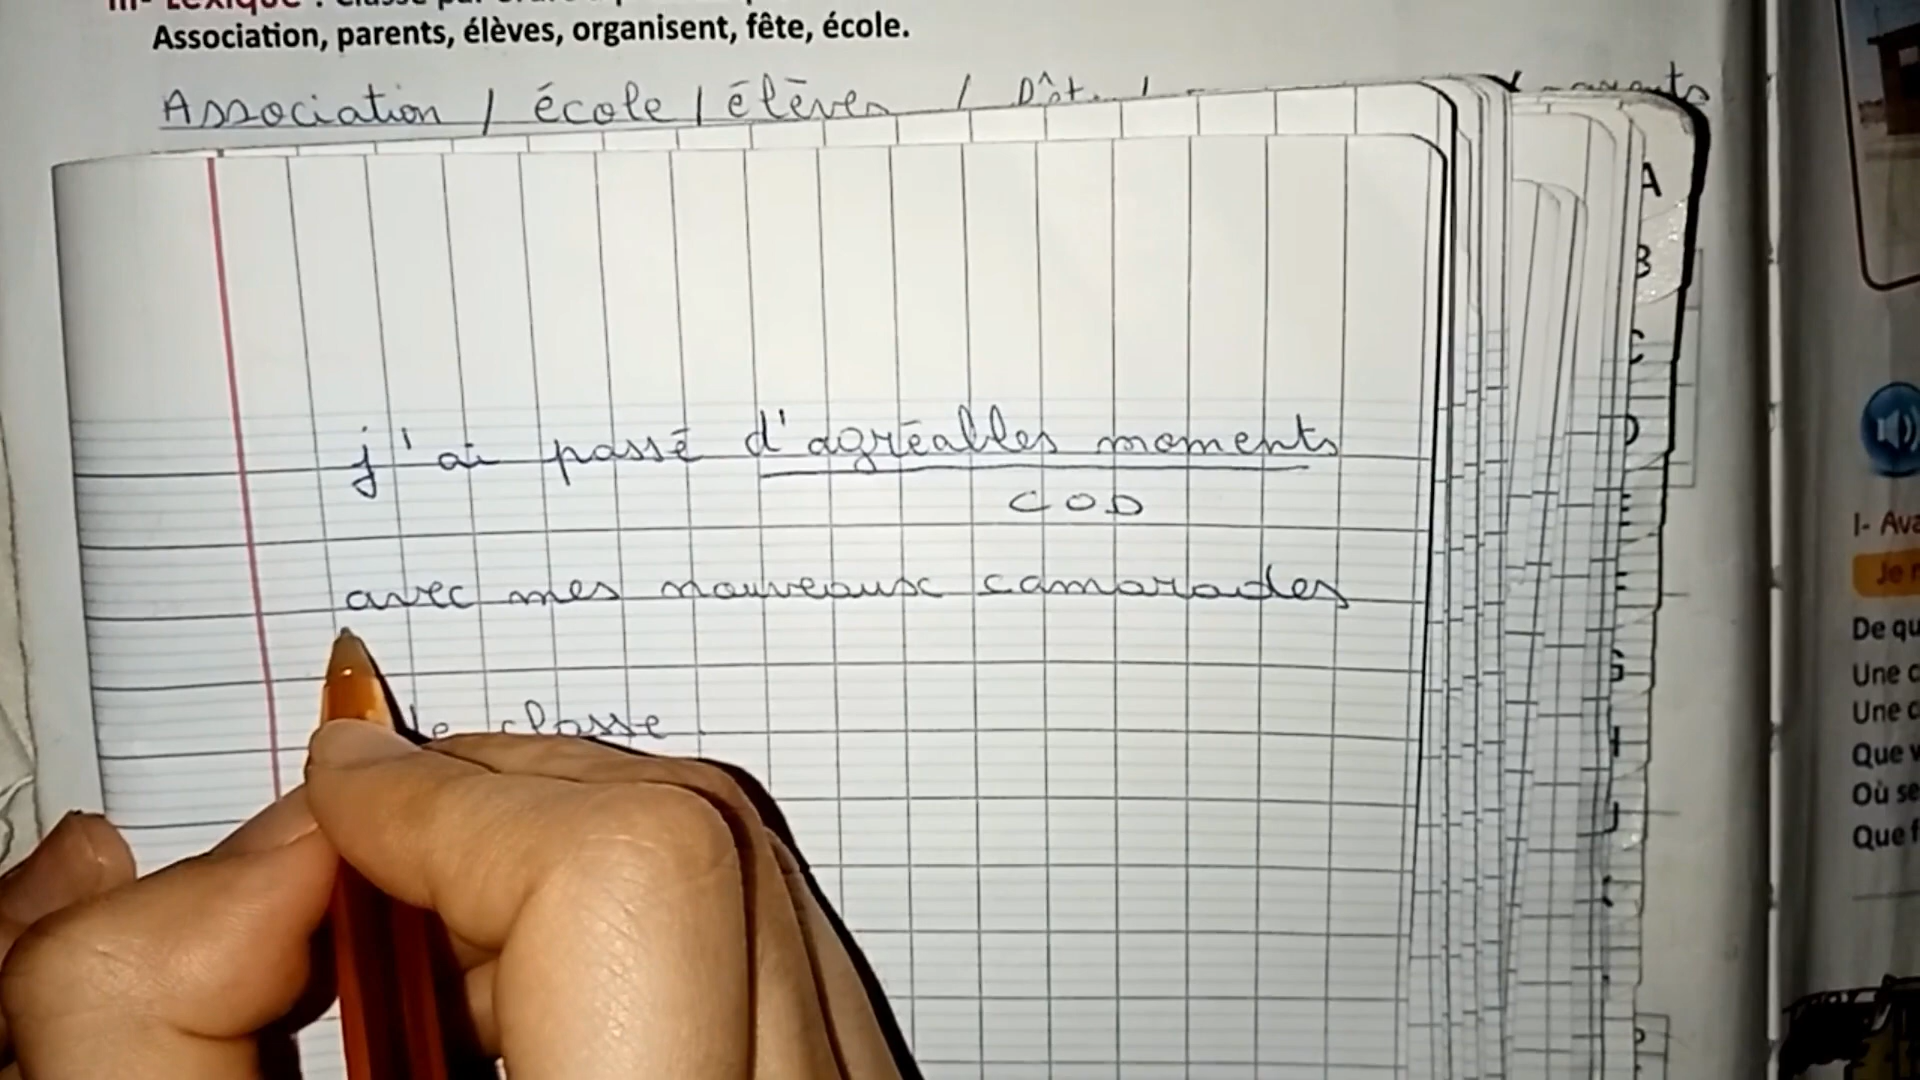 Association, parents, élèves, organisent, fête, école.
Association / école / élèves /
A
B
C
D
E
F
G
H
J
P
j'ai passé d'agréables moments
COD
avec mes nouveaux camarades
classe
I- Ava
Je r
De qu
Une c
Une c
Que v
Où se
Que f